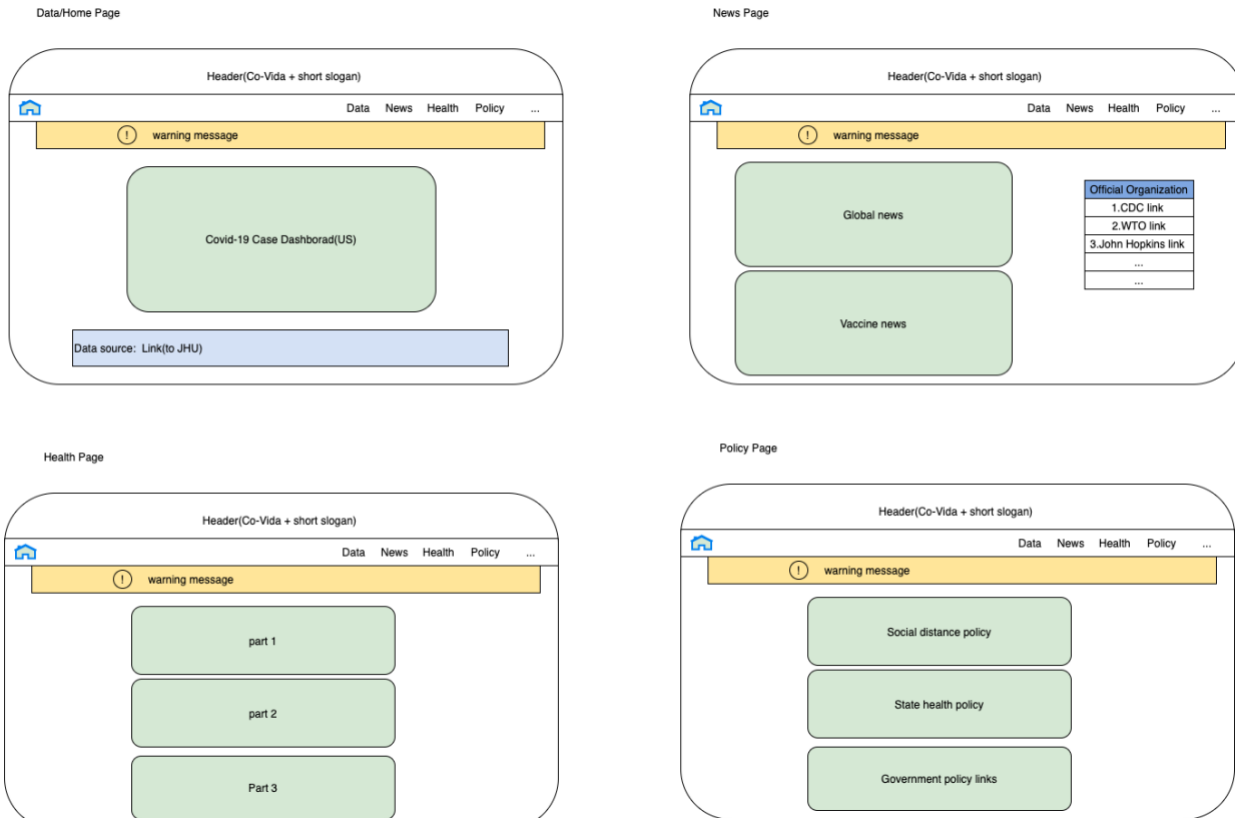 Data/Home Page
Header(Co-Vida + short slogan)
Data News Health Policy ...
! warning message
Covid-19 Case Dashborad(US)
Data source: Link(to JHU)
News Page
Header(Co-Vida + short slogan)
Data News Health Policy ...
! warning message
Global news
Vaccine news
Official Organization
1.CDC link
2.WTO link
3.John Hopkins link
...
...
Health Page
Header(Co-Vida + short slogan)
Data News Health Policy ...
! warning message
part 1
part 2
Part 3
Policy Page
Header(Co-Vida + short slogan)
Data News Health Policy ...
! warning message
Social distance policy
State health policy
Government policy links